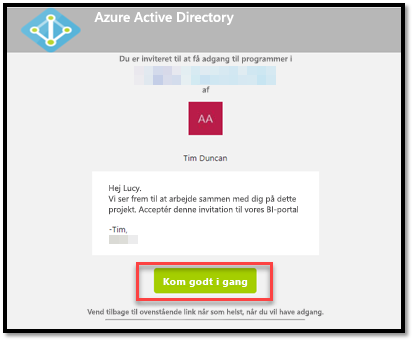 Azure Active Directory
Du er inviteret til at få adgang til programmer i
af
AA
Tim Duncan
Hej Lucy.
Vi ser frem til at arbejde sammen med dig på dette
projekt. Acceptér denne invitation til vores BI-portal
-Tim,
Kom godt i gang
Vend tilbage til ovenstående link når som helst, når du vil have adgang.